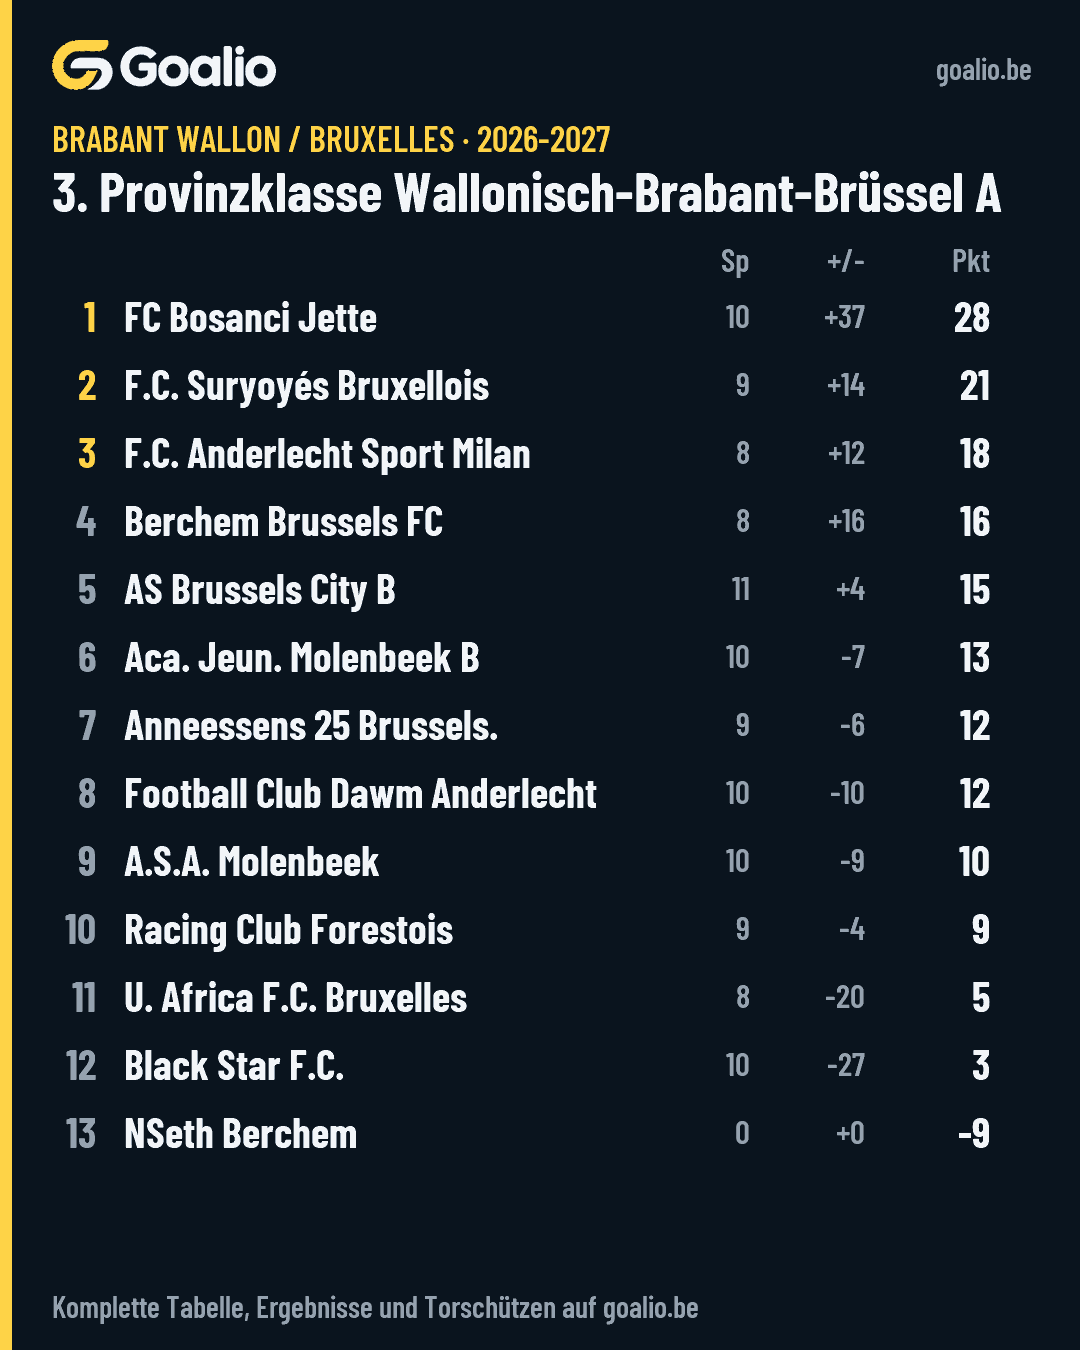 Goalio
goalio.be
BRABANT WALLON / BRUXELLES · 2026-2027
3. Provinzklasse Wallonisch-Brabant-Brüssel A
Sp +/- Pkt
1 FC Bosanci Jette 10 +37 28
2 F.C. Suryoyés Bruxellois 9 +14 21
3 F.C. Anderlecht Sport Milan 8 +12 18
4 Berchem Brussels FC 8 +16 16
5 AS Brussels City B 11 +4 15
6 Aca. Jeun. Molenbeek B 10 -7 13
7 Anneessens 25 Brussels. 9 -6 12
8 Football Club Dawm Anderlecht 10 -10 12
9 A.S.A. Molenbeek 10 -9 10
10 Racing Club Forestois 9 -4 9
11 U. Africa F.C. Bruxelles 8 -20 5
12 Black Star F.C. 10 -27 3
13 NSeth Berchem 0 +0 -9
Komplette Tabelle, Ergebnisse und Torschützen auf goalio.be